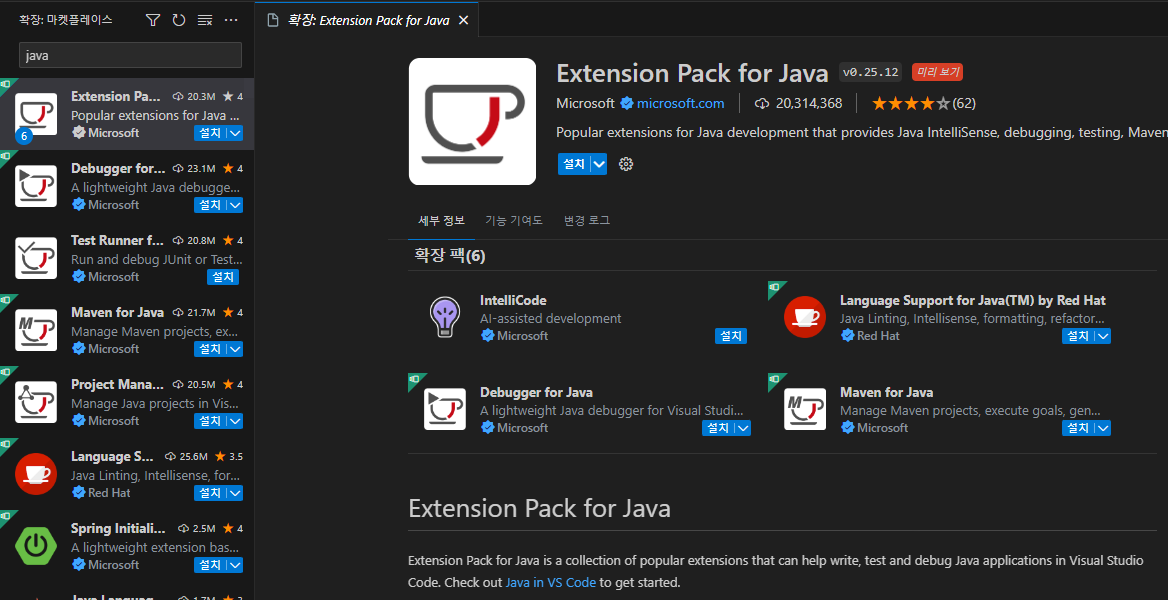 확장: 마켓플레이스
java
Extension Pa... 20.3M ★ 4
Popular extensions for Java ...
Microsoft 설치
6
Debugger for... 23.1M ★ 4
A lightweight Java debugge...
Microsoft 설치
Test Runner f... 20.8M ★ 4
Run and debug JUnit or Test...
Microsoft 설치
Maven for Java 21.7M ★ 4
Manage Maven projects, ex...
Microsoft 설치
Project Mana... 20.5M ★ 4
Manage Java projects in Vis...
Microsoft 설치
Language S... 25.6M ★ 3.5
Java Linting, Intellisense, for...
Red Hat 설치
Spring Initiali... 2.5M ★ 4
A lightweight extension bas...
Microsoft 설치
확장: Extension Pack for Java
Extension Pack for Java v0.25.12 미리 보기
Microsoft microsoft.com 20,314,368 ★★★★☆(62)
Popular extensions for Java development that provides Java IntelliSense, debugging, testing, Maven
설치
세부 정보 기능 기여도 변경 로그
확장 팩(6)
IntelliCode
AI-assisted development
Microsoft 설치
Language Support for Java(TM) by Red Hat
Java Linting, Intellisense, formatting, refactor...
Red Hat 설치
Debugger for Java
A lightweight Java debugger for Visual Studi...
Microsoft 설치
Maven for Java
Manage Maven projects, execute goals, gen...
Microsoft 설치
Extension Pack for Java
Extension Pack for Java is a collection of popular extensions that can help write, test and debug Java applications in Visual Studio
Code. Check out Java in VS Code to get started.